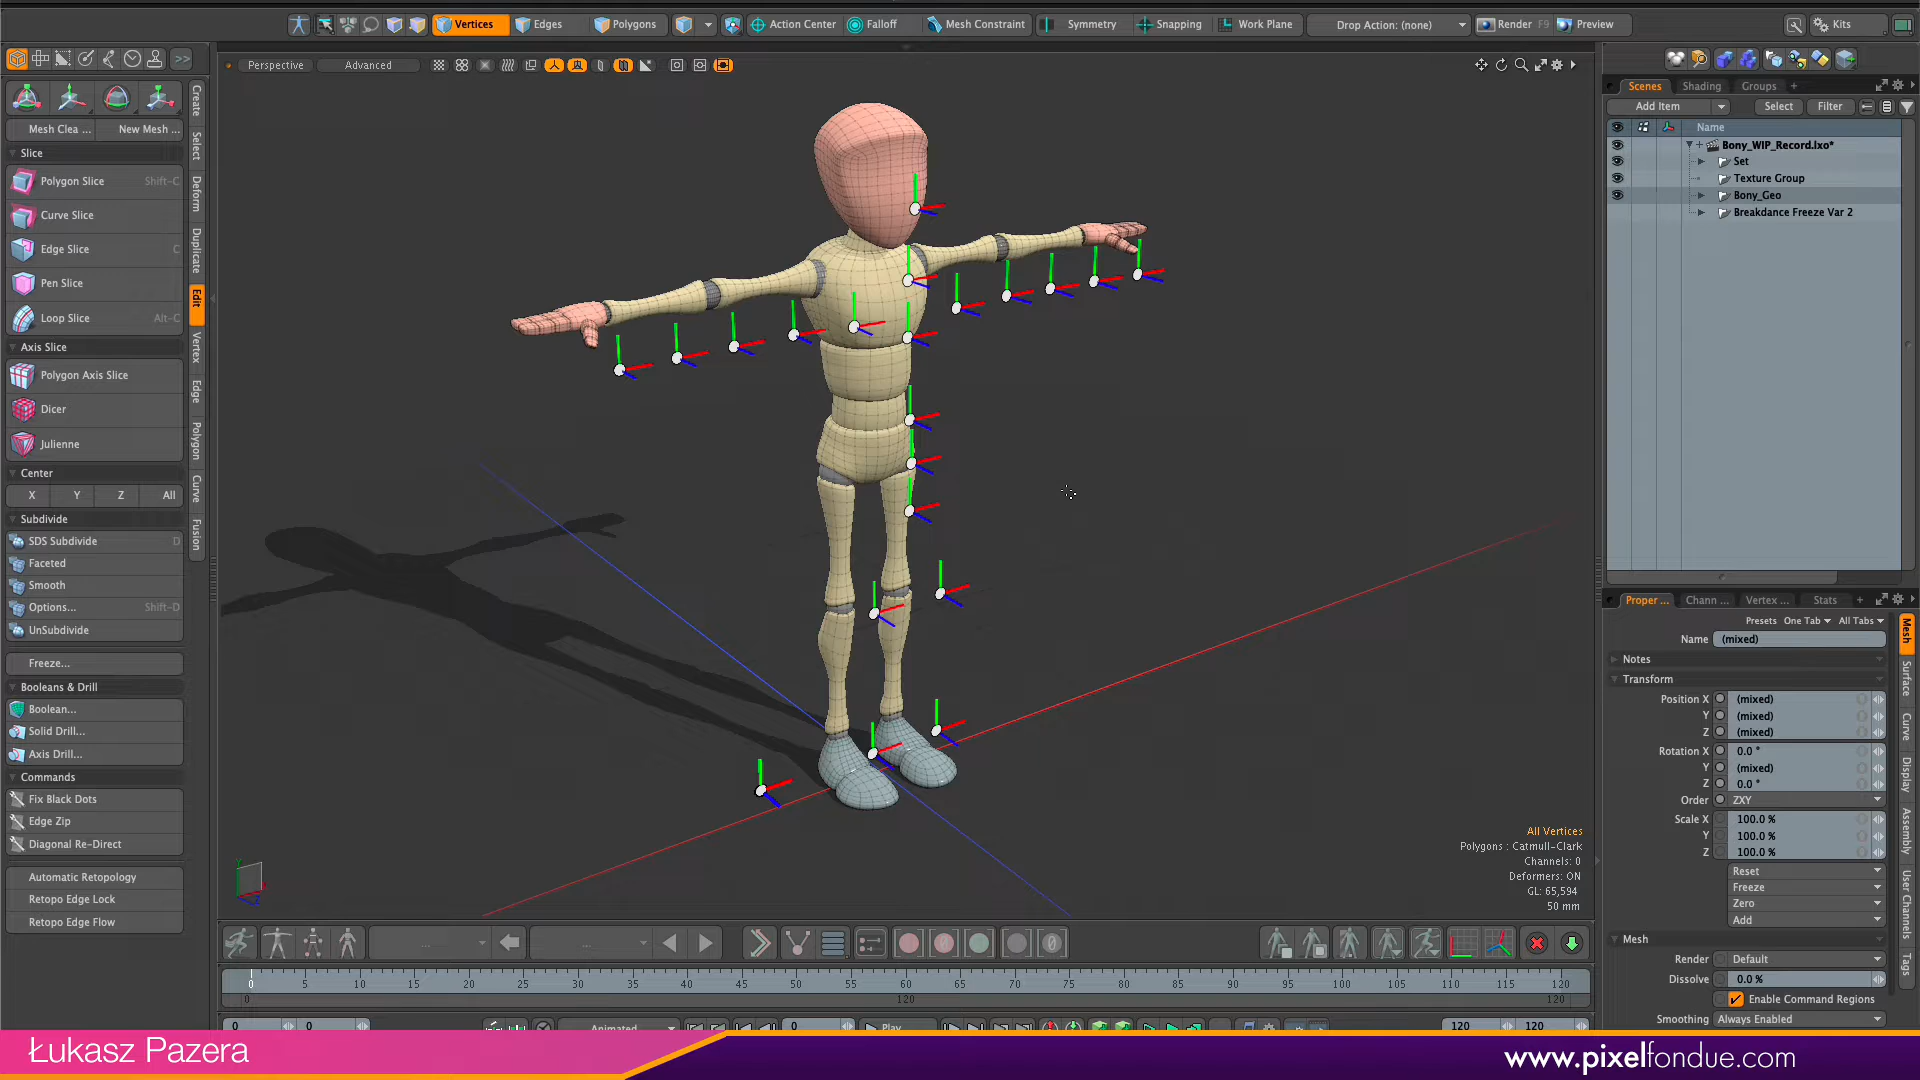 Vertices Edges Polygons Action Center Falloff Mesh Constraint Symmetry Snapping Work Plane Drop Action: (none) Render F9 Preview Kits
Perspective Advanced
Mesh Clea ... New Mesh ...
Slice
Polygon Slice Shift-C
Curve Slice
Edge Slice C
Pen Slice
Loop Slice Alt-C
Axis Slice
Polygon Axis Slice
Dicer
Julienne
Center
X Y Z All
Subdivide
SDS Subdivide D
Faceted
Smooth
Options... Shift-D
UnSubdivide
Freeze...
Booleans & Drill
Boolean...
Solid Drill...
Axis Drill...
Commands
Fix Black Dots
Edge Zip
Diagonal Re-Direct
Automatic Retopology
Retopo Edge Lock
Retopo Edge Flow
Create
Select
Deform
Duplicate
Edit
Vertex
Edge
Polygon
Curve
Fusion
All Vertices
Polygons : Catmull-Clark
Channels: 0
Deformers: ON
GL: 65,594
50 mm
Scenes Shading Groups +
Add Item Select Filter
Name
Bony_WIP_Record.lxo*
Set
Texture Group
Bony_Geo
Breakdance Freeze Var 2
Proper ... Chann ... Vertex ... Stats +
Presets One Tab All Tabs
Name (mixed)
Notes
Transform
Position X (mixed)
Y (mixed)
Z (mixed)
Rotation X 0.0 °
Y (mixed)
Z 0.0 °
Order ZXY
Scale X 100.0 %
Y 100.0 %
Z 100.0 %
Reset
Freeze
Zero
Add
Mesh
Render Default
Dissolve 0.0 %
Enable Command Regions
Smoothing Always Enabled
Mesh
Surface
Curve
Display
Assembly
User Channels
Tags
... ...
0 5 10 15 20 25 30 35 40 45 50 55 60 65 70 75 80 85 90 95 100 105 110 115 120
0 120 120
0 0 Animated 0 Play 120 120
Łukasz Pazera
www.pixelfondue.com